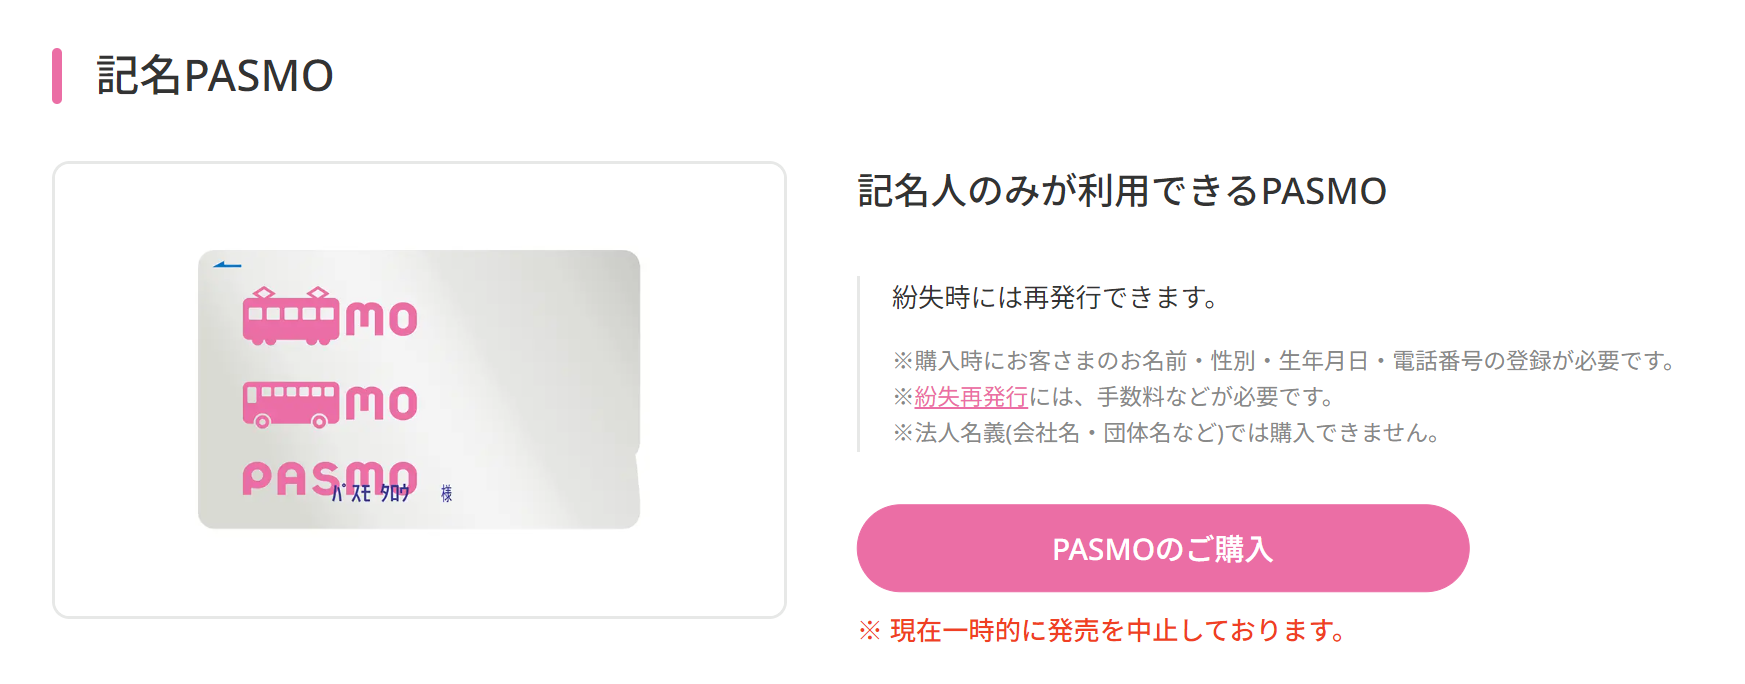 記名PASMO
記名人のみが利用できるPASMO
mo
mo
PASMO
パスモ タロウ 様
紛失時には再発行できます。
※購入時にお客さまのお名前・性別・生年月日・電話番号の登録が必要です。
※紛失再発行には、手数料などが必要です。
※法人名義(会社名・団体名など)では購入できません。
PASMOのご購入
※ 現在一時的に発売を中止しております。